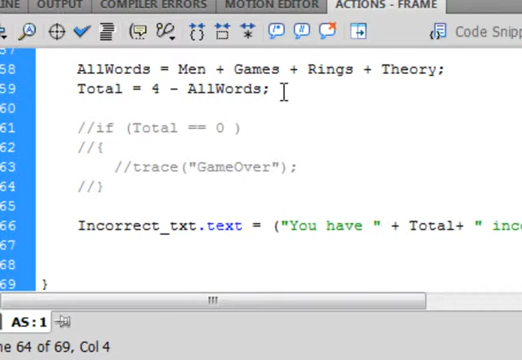 OUTPUT COMPILER ERRORS MOTION EDITOR ACTIONS - FRAME
Code Snipp
57
58 AllWords = Men + Games + Rings + Theory;
59 Total = 4 - AllWords;
60
61 //if (Total == 0 )
62 //{
63 //trace("GameOver");
64 //}
65
66 Incorrect_txt.text = ("You have " + Total+ " inco
67
68
69 }
AS:1
ne 64 of 69, Col 4